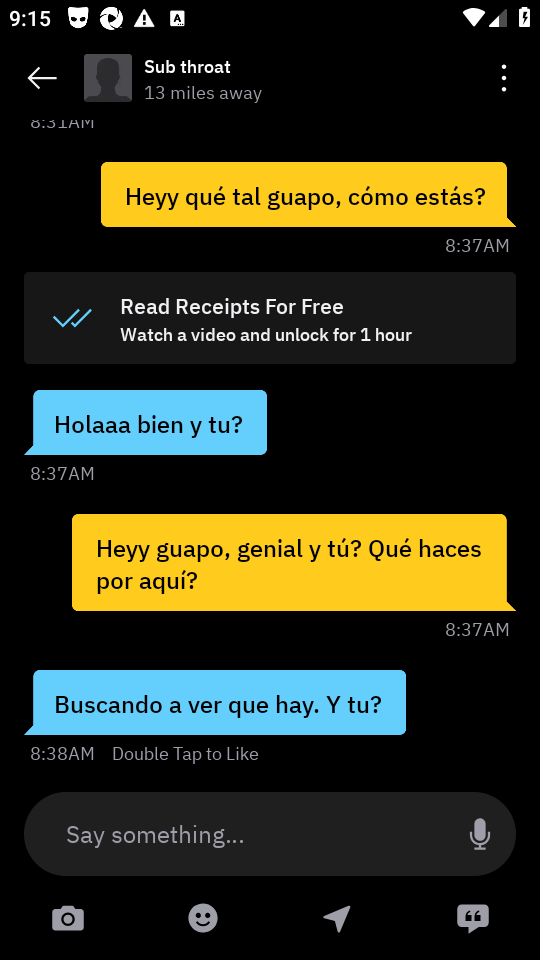 9:15
Sub throat
13 miles away
8:31AM
Heyy qué tal guapo, cómo estás?
8:37AM
Read Receipts For Free
Watch a video and unlock for 1 hour
Holaaa bien y tu?
8:37AM
Heyy guapo, genial y tú? Qué haces
por aquí?
8:37AM
Buscando a ver que hay. Y tu?
8:38AM Double Tap to Like
Say something...